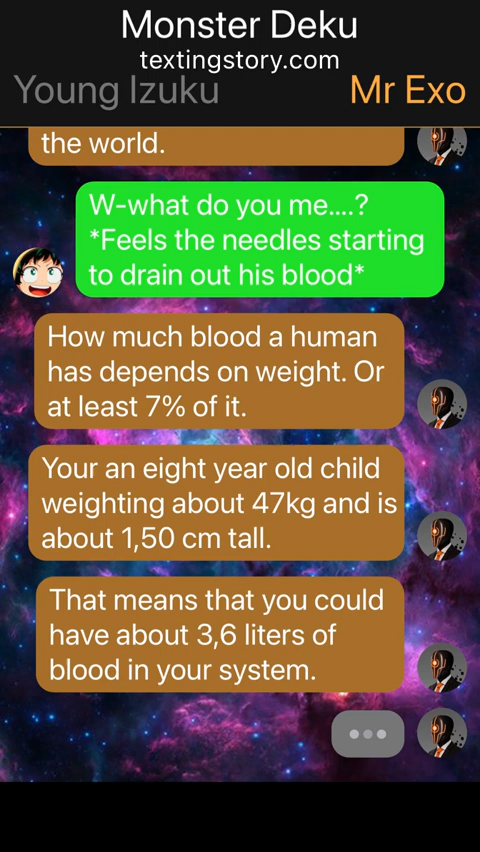 Monster Deku
textingstory.com
Young Izuku Mr Exo
the world.
W-what do you me....?
*Feels the needles starting
to drain out his blood*
How much blood a human
has depends on weight. Or
at least 7% of it.
Your an eight year old child
weighting about 47kg and is
about 1,50 cm tall.
That means that you could
have about 3,6 liters of
blood in your system.